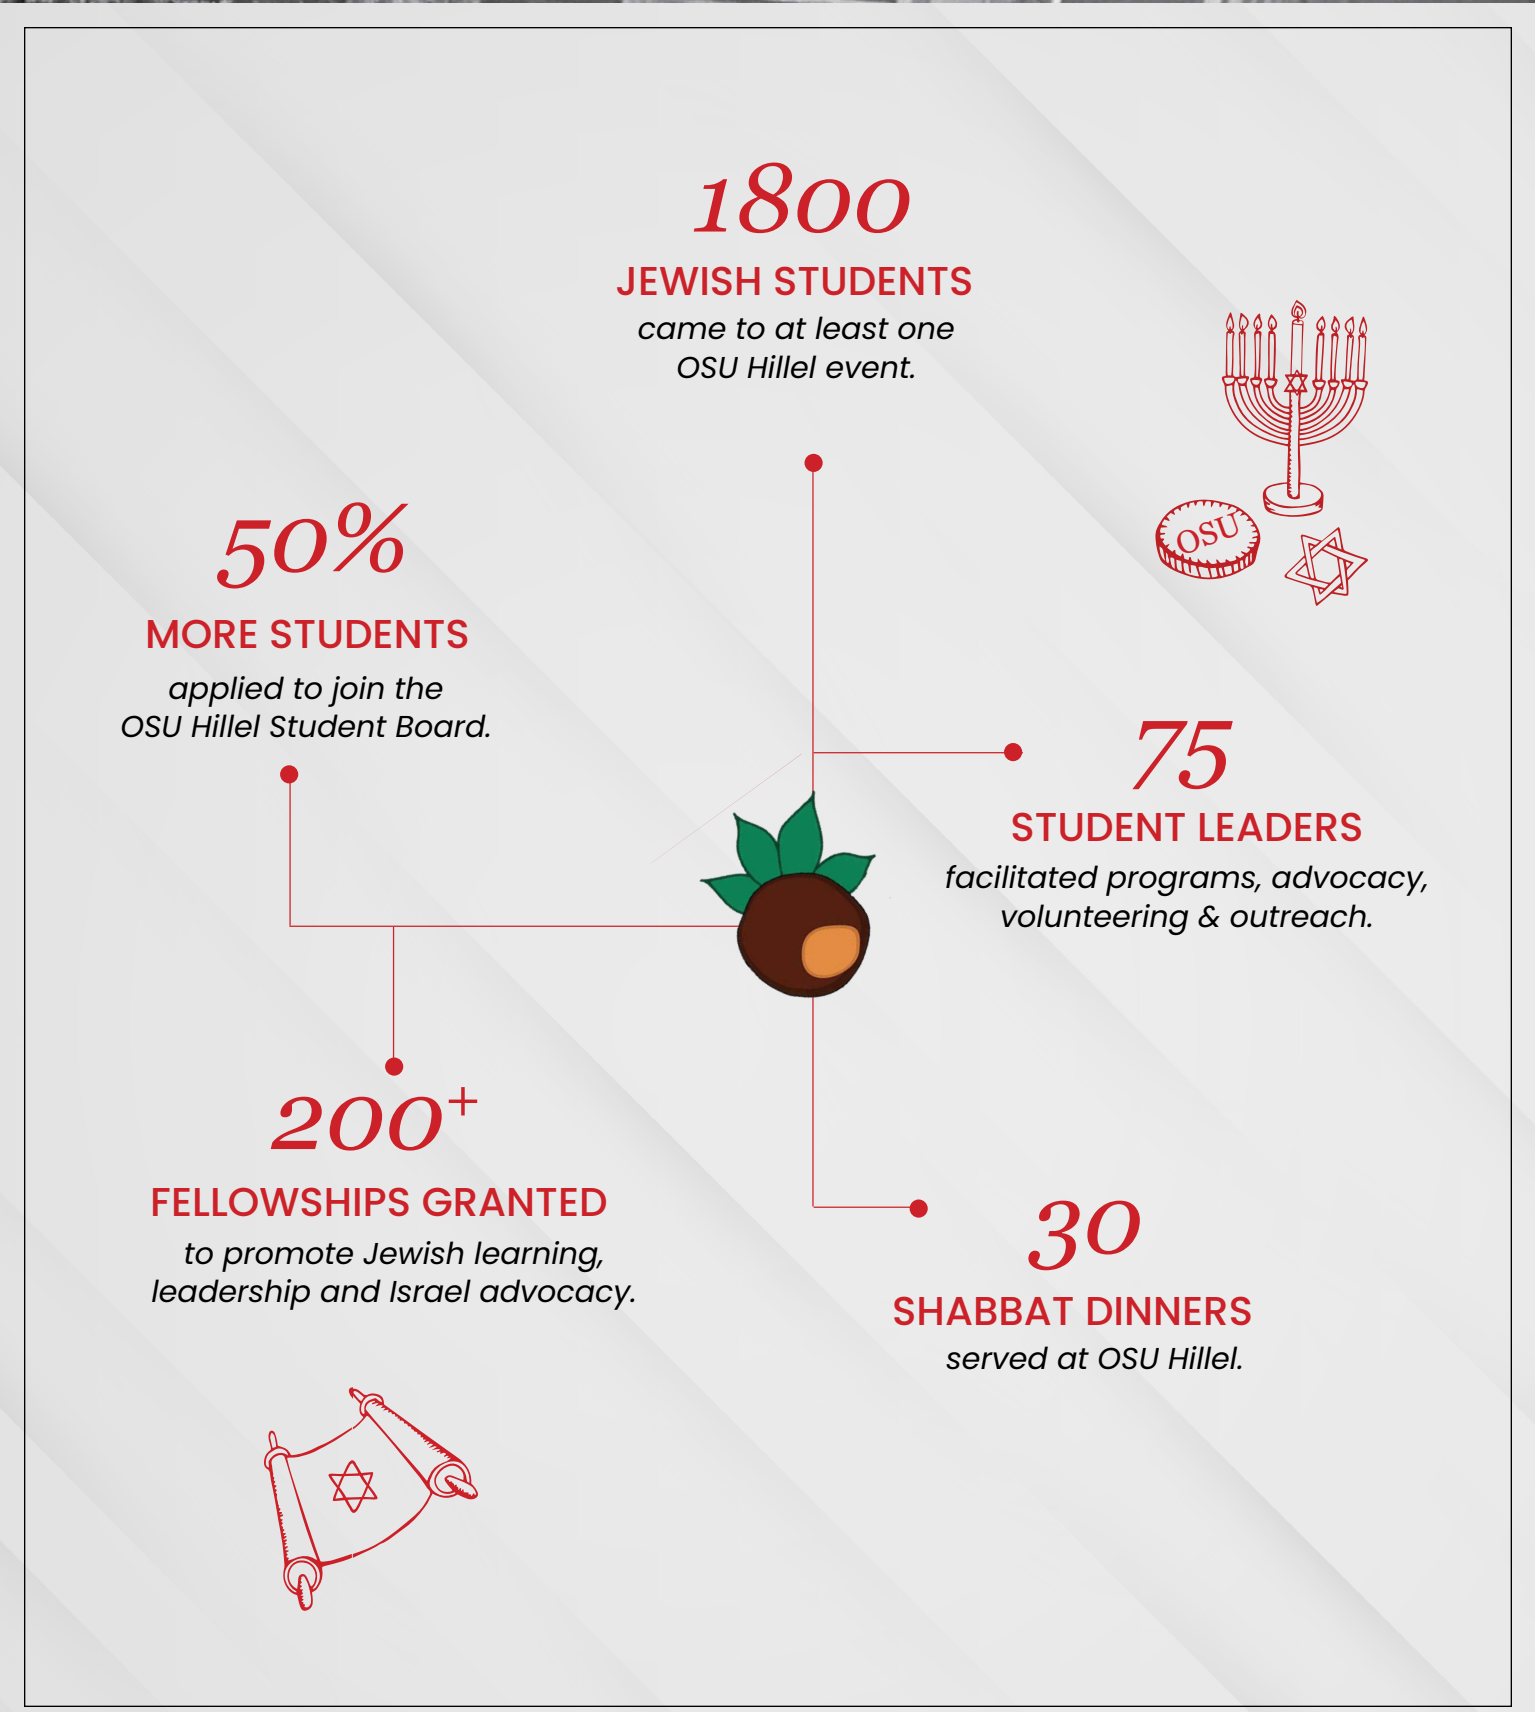 1800
JEWISH STUDENTS
came to at least one
OSU Hillel event.
50%
MORE STUDENTS
applied to join the
OSU Hillel Student Board.
OSU
75
STUDENT LEADERS
facilitated programs, advocacy,
volunteering & outreach.
200+
FELLOWSHIPS GRANTED
to promote Jewish learning,
leadership and Israel advocacy.
30
SHABBAT DINNERS
served at OSU Hillel.